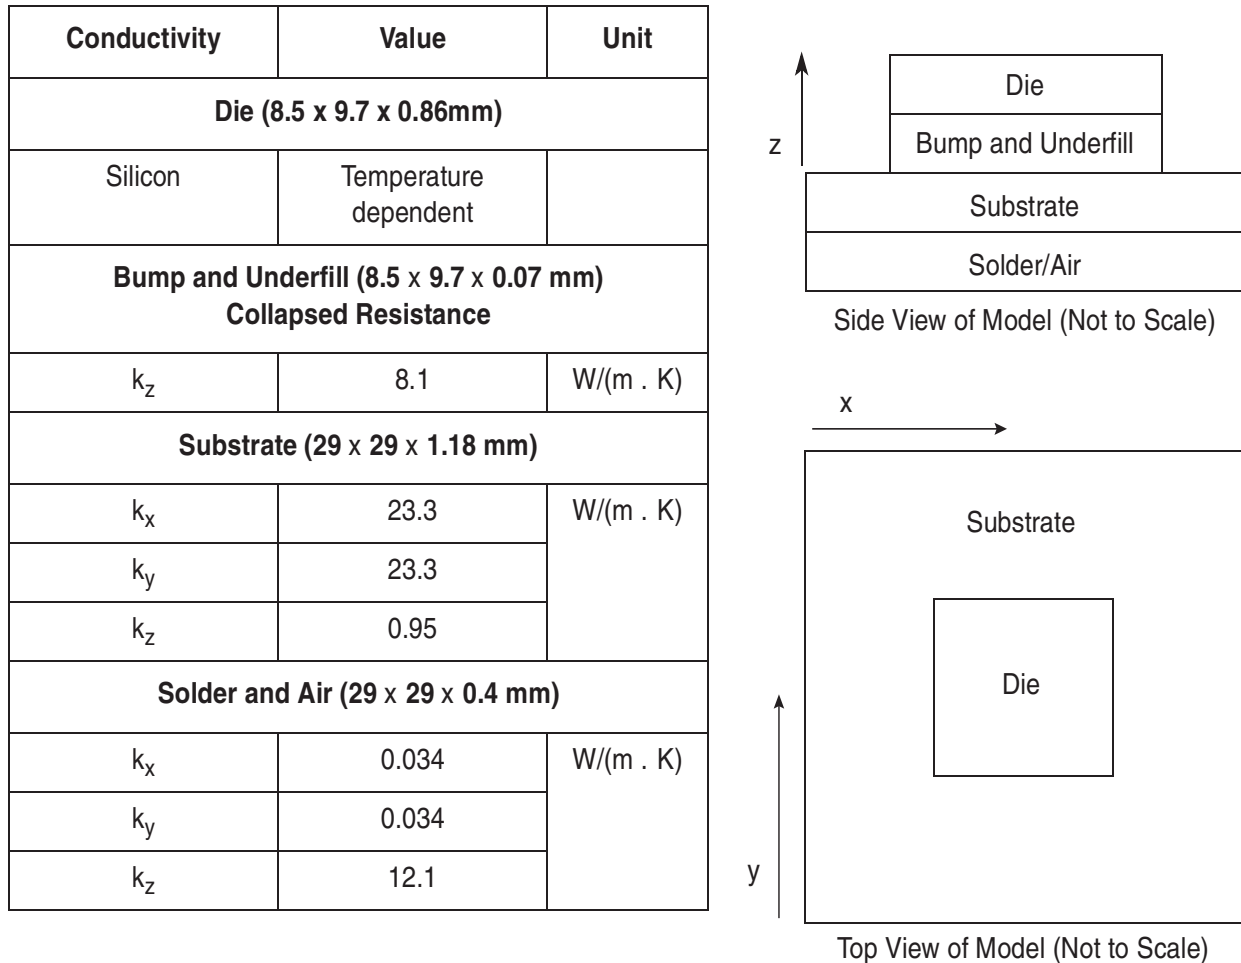 Conductivity Value Unit
Die (8.5 x 9.7 x 0.86mm)
Silicon Temperature
dependent
Bump and Underfill (8.5 x 9.7 x 0.07 mm)
Collapsed Resistance
kz 8.1 W/(m . K)
Substrate (29 x 29 x 1.18 mm)
kx 23.3 W/(m . K)
ky 23.3
kz 0.95
Solder and Air (29 x 29 x 0.4 mm)
kx 0.034 W/(m . K)
ky 0.034
kz 12.1
z
Die
Bump and Underfill
Substrate
Solder/Air
Side View of Model (Not to Scale)
x
Substrate
Die
y
Top View of Model (Not to Scale)